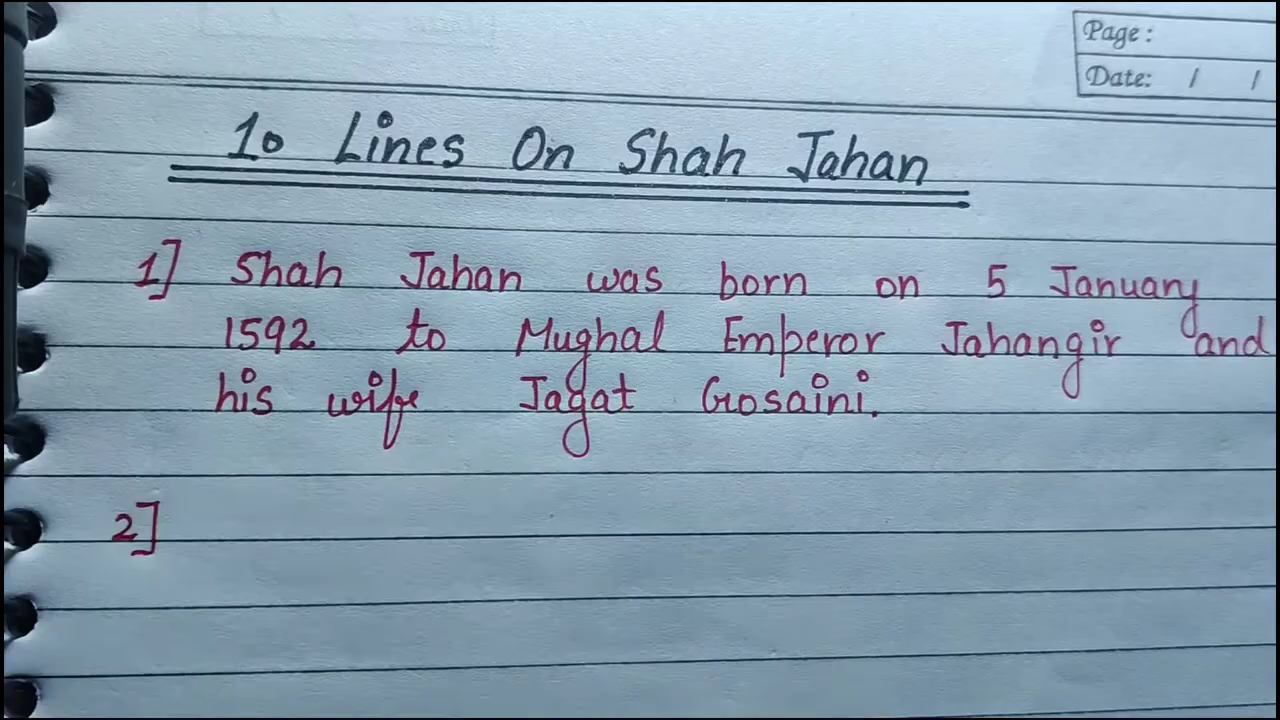 Page:
Date: / /
10 Lines On Shah Jahan
1] Shah Jahan was born on 5 January
1592 to Mughal Emperor Jahangir and
his wife Jagat Gosaini.
2]